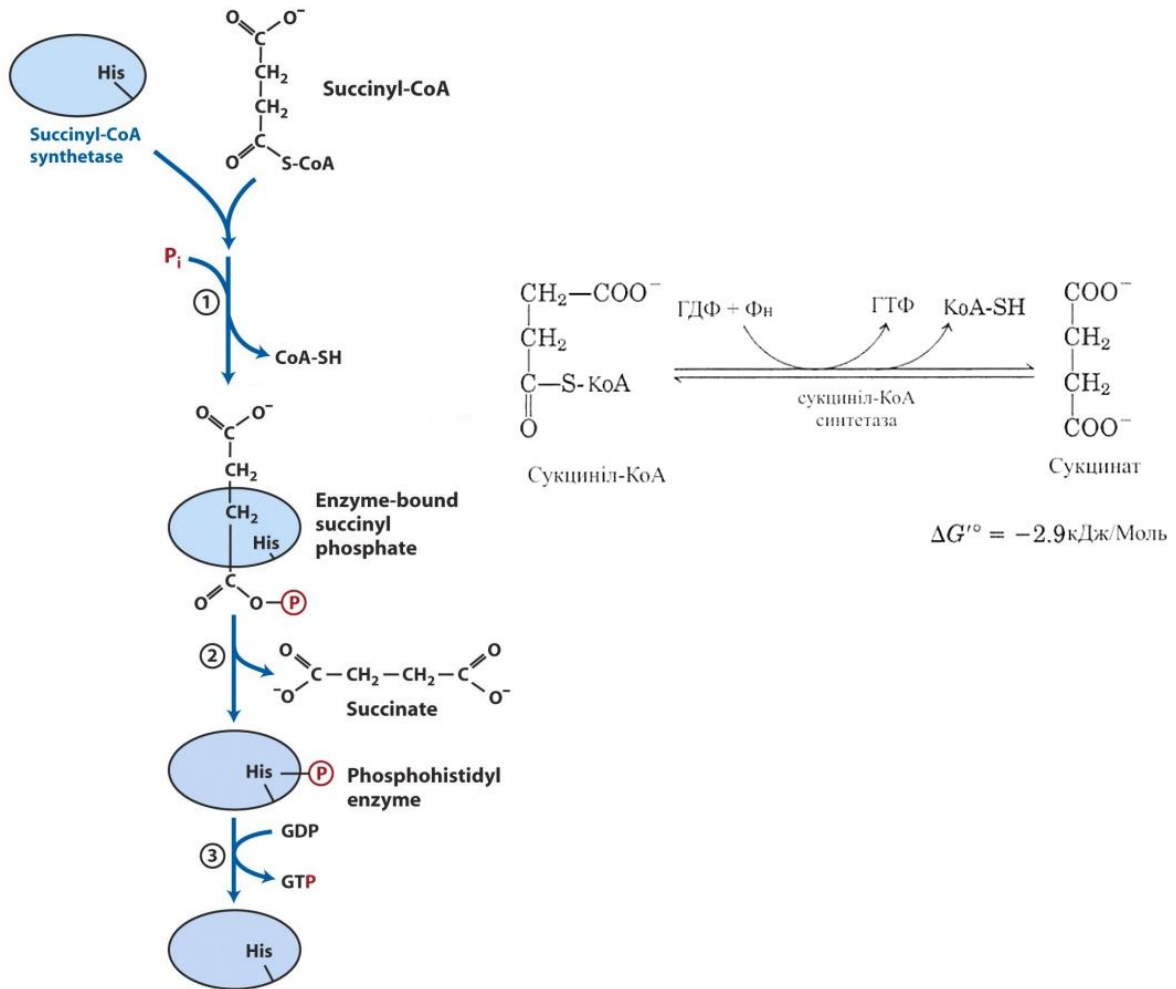 O O⁻
C
His
CH₂
Succinyl-CoA
CH₂
Succinyl-CoA
synthetase
C
O S-CoA
Pᵢ
1
CoA-SH
O O⁻
C
CH₂
CH₂
Enzyme-bound
succinyl
phosphate
His
C
O O—P
2
O O
C—CH₂—CH₂—C
⁻O O⁻
Succinate
His—P
Phosphohistidyl
enzyme
GDP
3
GTP
His
CH₂—COO⁻
CH₂
C—S-КоА
O
Сукциніл-КоА
ГДФ + Фн ГТФ КоА-SH
сукциніл-КоА
синтетаза
COO⁻
CH₂
CH₂
COO⁻
Сукцинат
ΔG′° = −2.9кДж/Моль